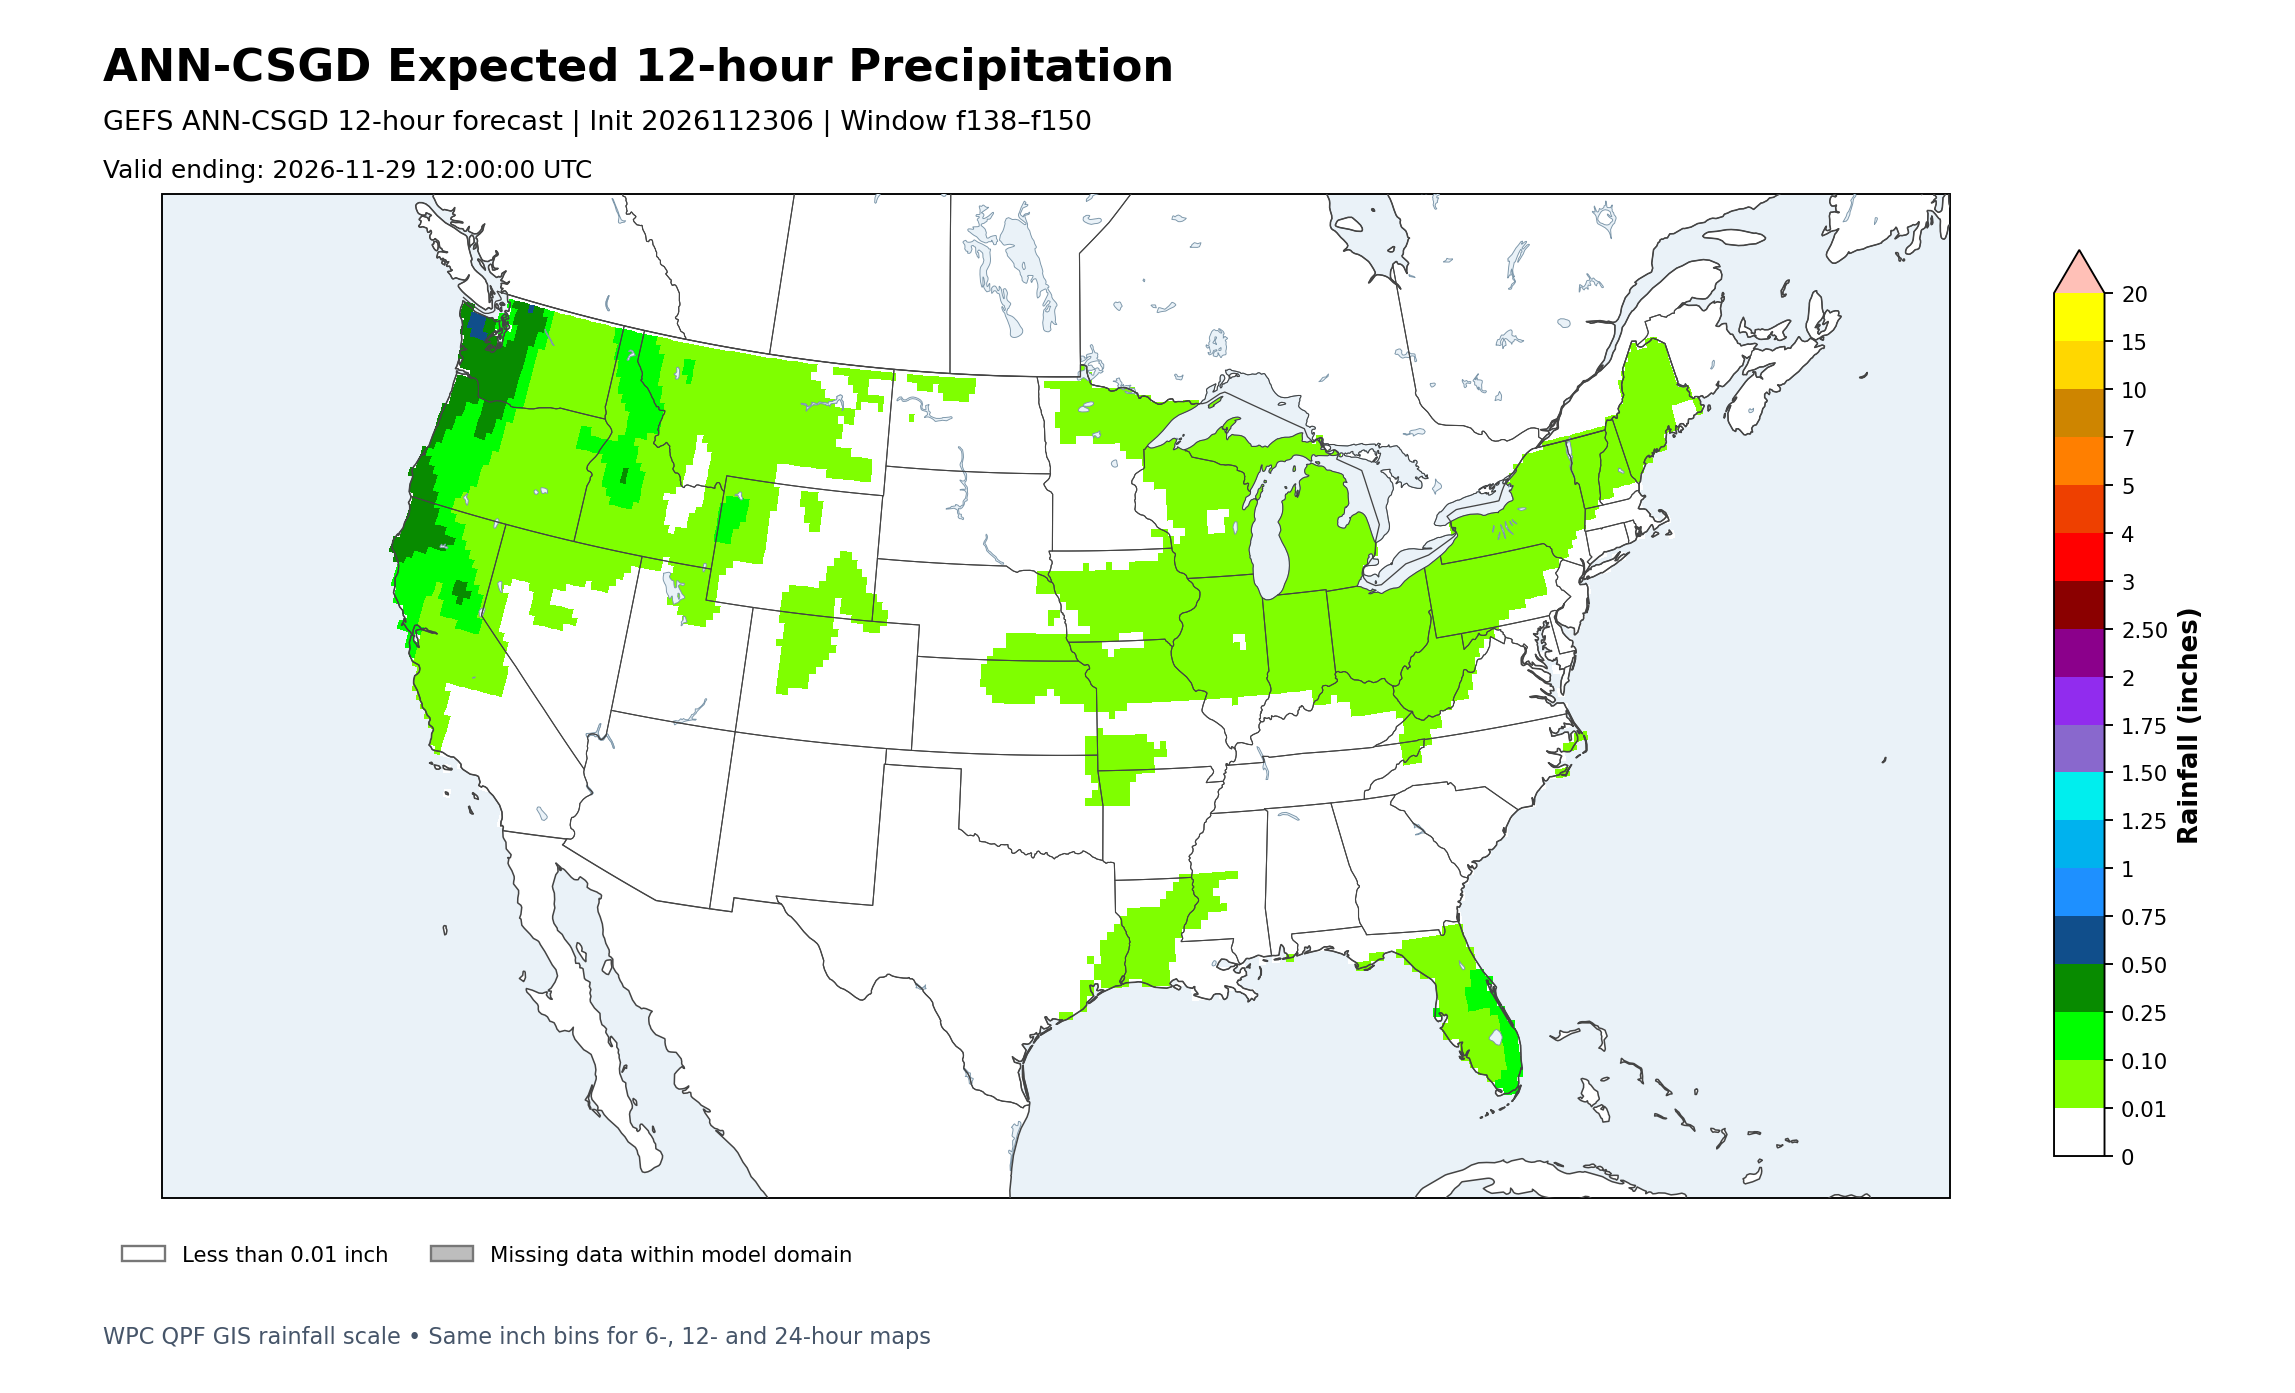 ANN-CSGD Expected 12-hour Precipitation
GEFS ANN-CSGD 12-hour forecast | Init 2026112306 | Window f138–f150
Valid ending: 2026-11-29 12:00:00 UTC
20
15
10
7
5
4
3
2.50
2
1.75
1.50
1.25
1
0.75
0.50
0.25
0.10
0.01
0
Rainfall (inches)
Less than 0.01 inch
Missing data within model domain
WPC QPF GIS rainfall scale • Same inch bins for 6-, 12- and 24-hour maps